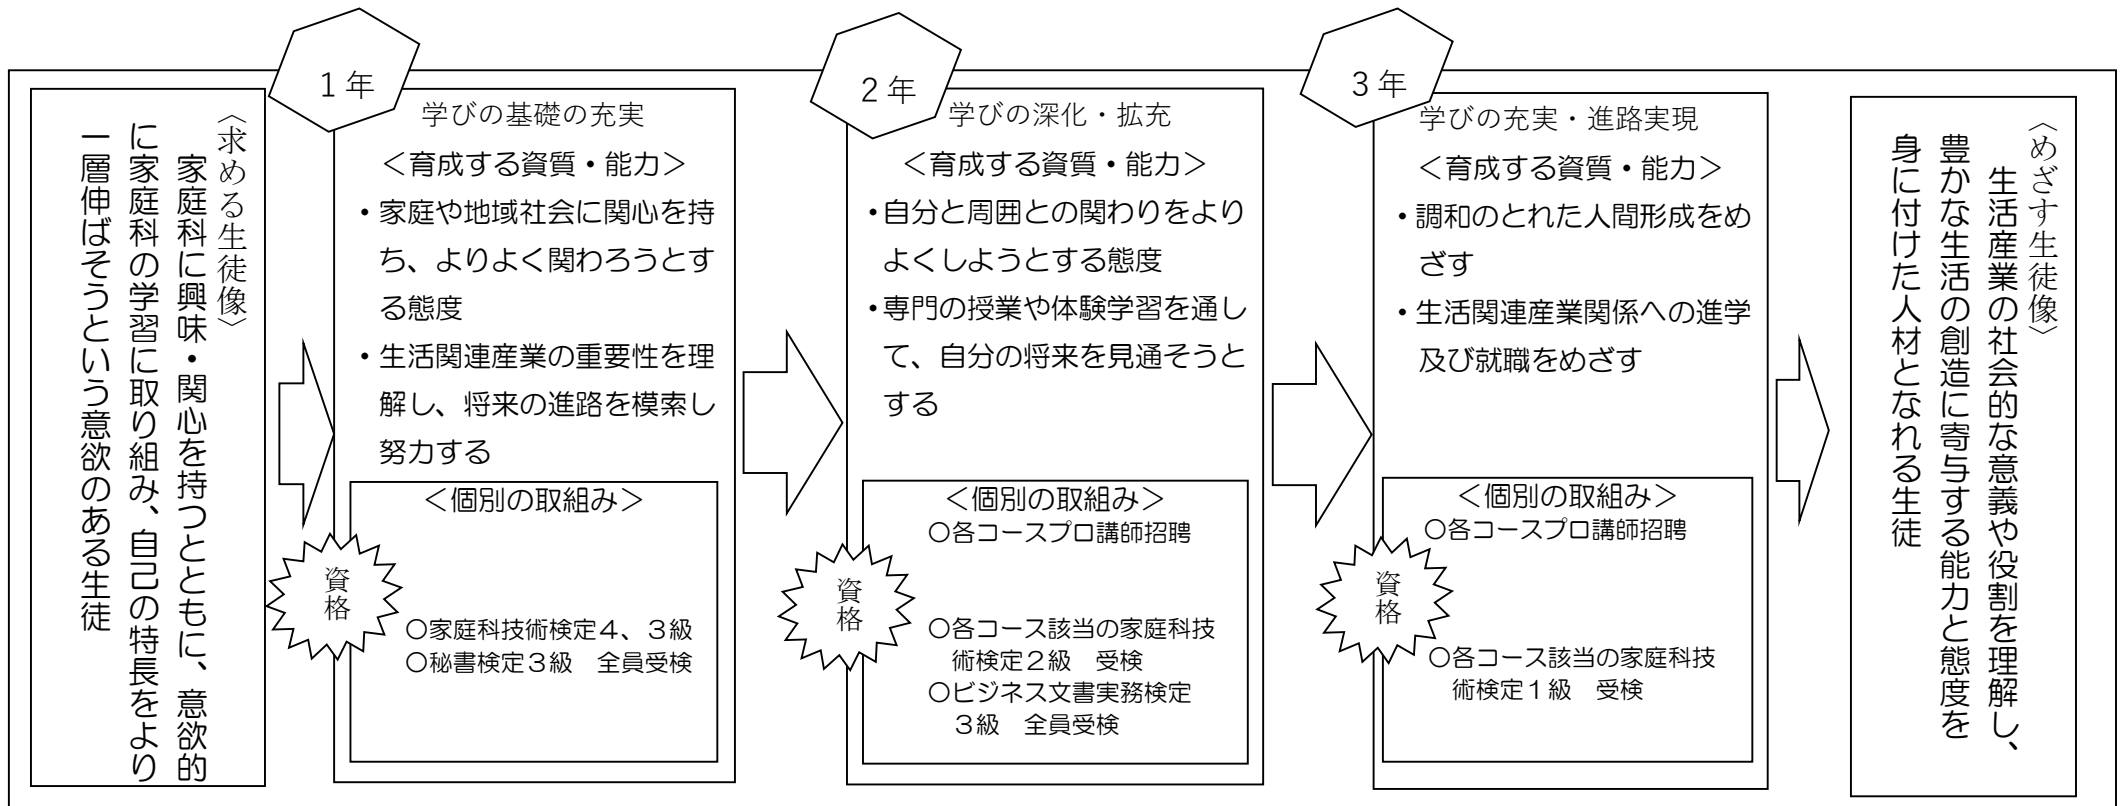 〈求める生徒像〉
家庭科に興味・関心を持つとともに、意欲的
に家庭科の学習に取り組み、自己の特長をより
一層伸ばそうという意欲のある生徒
1年
学びの基礎の充実
＜育成する資質・能力＞
・家庭や地域社会に関心を持
ち、よりよく関わろうとす
る態度
・生活関連産業の重要性を理
解し、将来の進路を模索し
努力する
＜個別の取組み＞
資格
○家庭科技術検定４、３級
○秘書検定３級　全員受検
2年
学びの深化・拡充
＜育成する資質・能力＞
・自分と周囲との関わりをより
よくしようとする態度
・専門の授業や体験学習を通し
て、自分の将来を見通そうと
する
＜個別の取組み＞
○各コースプロ講師招聘
資格
○各コース該当の家庭科技
術検定２級　受検
○ビジネス文書実務検定
３級　全員受検
3年
学びの充実・進路実現
＜育成する資質・能力＞
・調和のとれた人間形成をめ
ざす
・生活関連産業関係への進学
及び就職をめざす
＜個別の取組み＞
○各コースプロ講師招聘
資格
○各コース該当の家庭科技
術検定１級　受検
〈めざす生徒像〉
生活産業の社会的な意義や役割を理解し、
豊かな生活の創造に寄与する能力と態度を
身に付けた人材となれる生徒